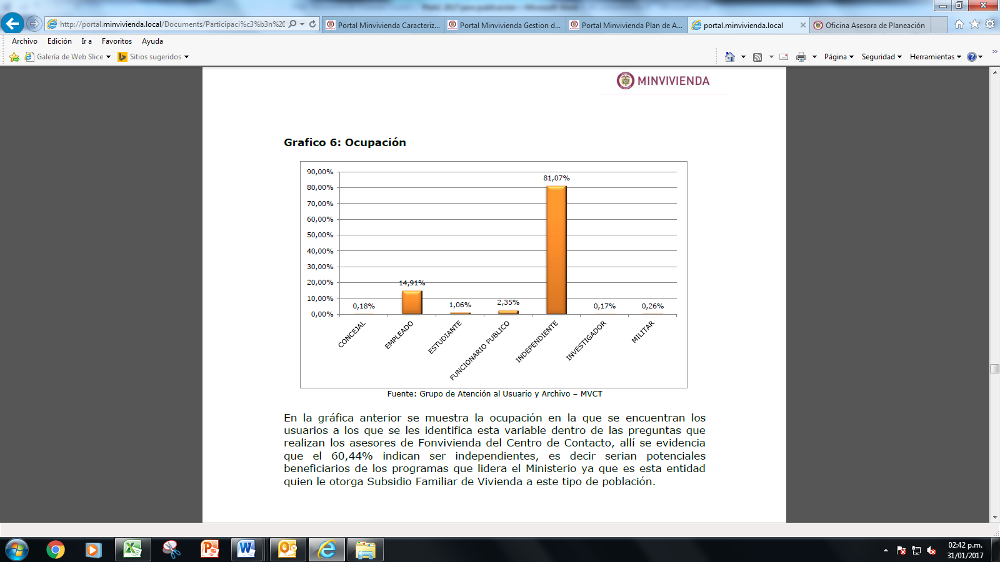 http://portal.minvivienda.local/Documents/Participaci%c3%b3n%20
Portal Minvivienda Caracteriz...
Portal Minvivienda Gestion d...
Portal Minvivienda Plan de A...
portal.minvivienda.local
Oficina Asesora de Planeación
Archivo Edición Ir a Favoritos Ayuda
Galería de Web Slice Sitios sugeridos Página Seguridad Herramientas
MINVIVIENDA
Grafico 6: Ocupación
90,00%
80,00%
70,00%
60,00%
50,00%
40,00%
30,00%
20,00%
10,00%
0,00%
0,18%
14,91%
1,06%
2,35%
81,07%
0,17%
0,26%
CONCEJAL
EMPLEADO
ESTUDIANTE
FUNCIONARIO PUBLICO
INDEPENDIENTE
INVESTIGADOR
MILITAR
Fuente: Grupo de Atención al Usuario y Archivo – MVCT
En la gráfica anterior se muestra la ocupación en la que se encuentran los
usuarios a los que se les identifica esta variable dentro de las preguntas que
realizan los asesores de Fonvivienda del Centro de Contacto, allí se evidencia
que el 60,44% indican ser independientes, es decir serian potenciales
beneficiarios de los programas que lidera el Ministerio ya que es esta entidad
quien le otorga Subsidio Familiar de Vivienda a este tipo de población.
02:42 p.m.
31/01/2017